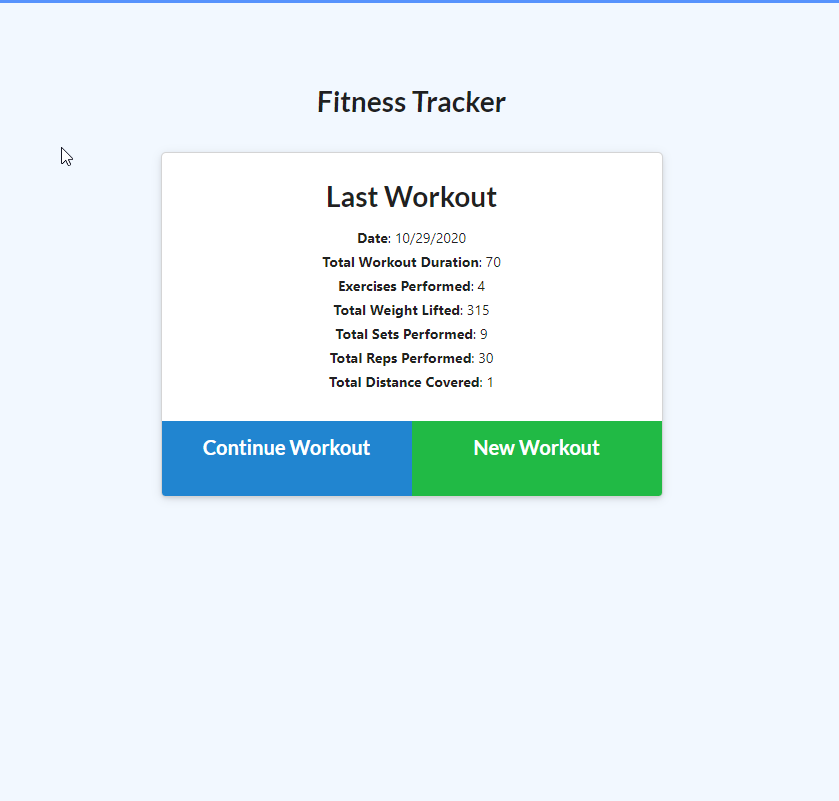 Fitness Tracker
Last Workout
Date: 10/29/2020
Total Workout Duration: 70
Exercises Performed: 4
Total Weight Lifted: 315
Total Sets Performed: 9
Total Reps Performed: 30
Total Distance Covered: 1
Continue Workout New Workout